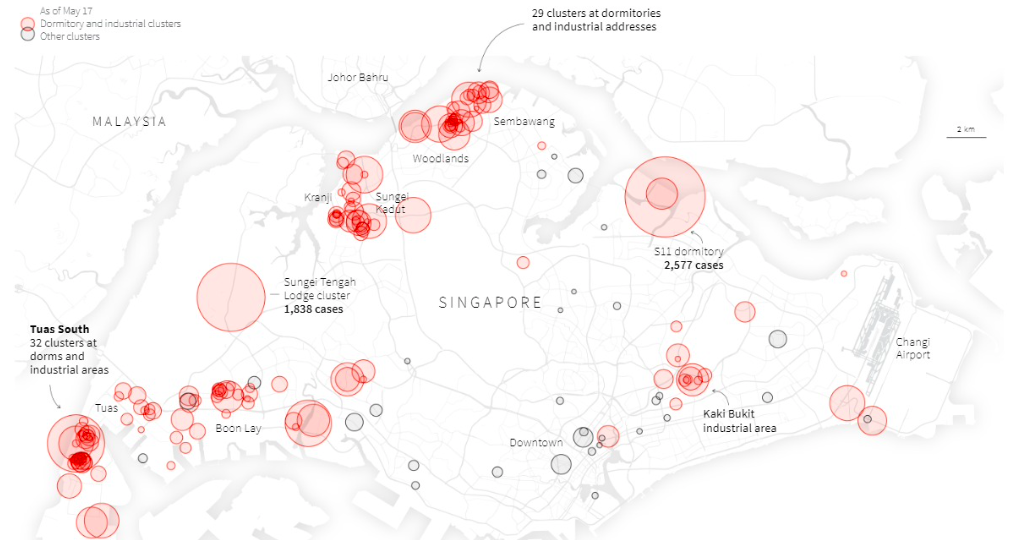 As of May 17
Dormitory and industrial clusters
Other clusters
29 clusters at dormitories
and industrial addresses
Johor Bahru
MALAYSIA
Sembawang
2 km
Woodlands
Kranji
Sungei
Kadut
S11 dormitory
2,577 cases
Sungei Tengah
Lodge cluster
1,838 cases
SINGAPORE
Tuas South
32 clusters at
dorms and
industrial areas
Changi
Airport
Tuas
Boon Lay
Kaki Bukit
industrial area
Downtown